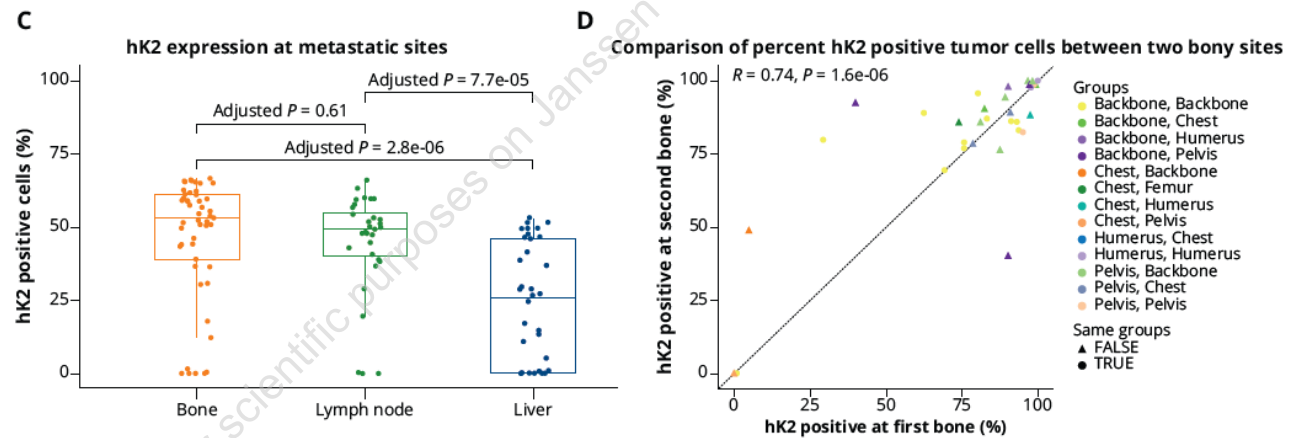 C
hK2 expression at metastatic sites
hK2 positive cells (%)
100
75
50
25
0
Adjusted P = 7.7e-05
Adjusted P = 0.61
Adjusted P = 2.8e-06
Bone
Lymph node
Liver
D
Comparison of percent hK2 positive tumor cells between two bony sites
hK2 positive at second bone (%)
100
75
50
25
0
R = 0.74, P = 1.6e-06
0
25
50
75
100
hK2 positive at first bone (%)
Groups
Backbone, Backbone
Backbone, Chest
Backbone, Humerus
Backbone, Pelvis
Chest, Backbone
Chest, Femur
Chest, Humerus
Chest, Pelvis
Humerus, Chest
Humerus, Humerus
Pelvis, Backbone
Pelvis, Chest
Pelvis, Pelvis
Same groups
FALSE
TRUE
scientific purposes on Janssen